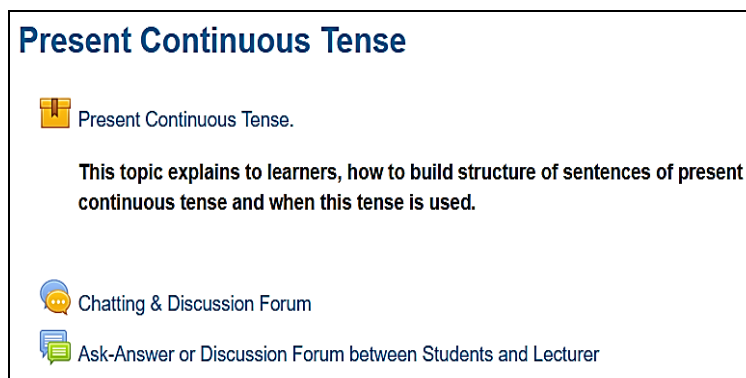 Present Continuous Tense
Present Continuous Tense.
This topic explains to learners, how to build structure of sentences of present
continuous tense and when this tense is used.
Chatting & Discussion Forum
Ask-Answer or Discussion Forum between Students and Lecturer